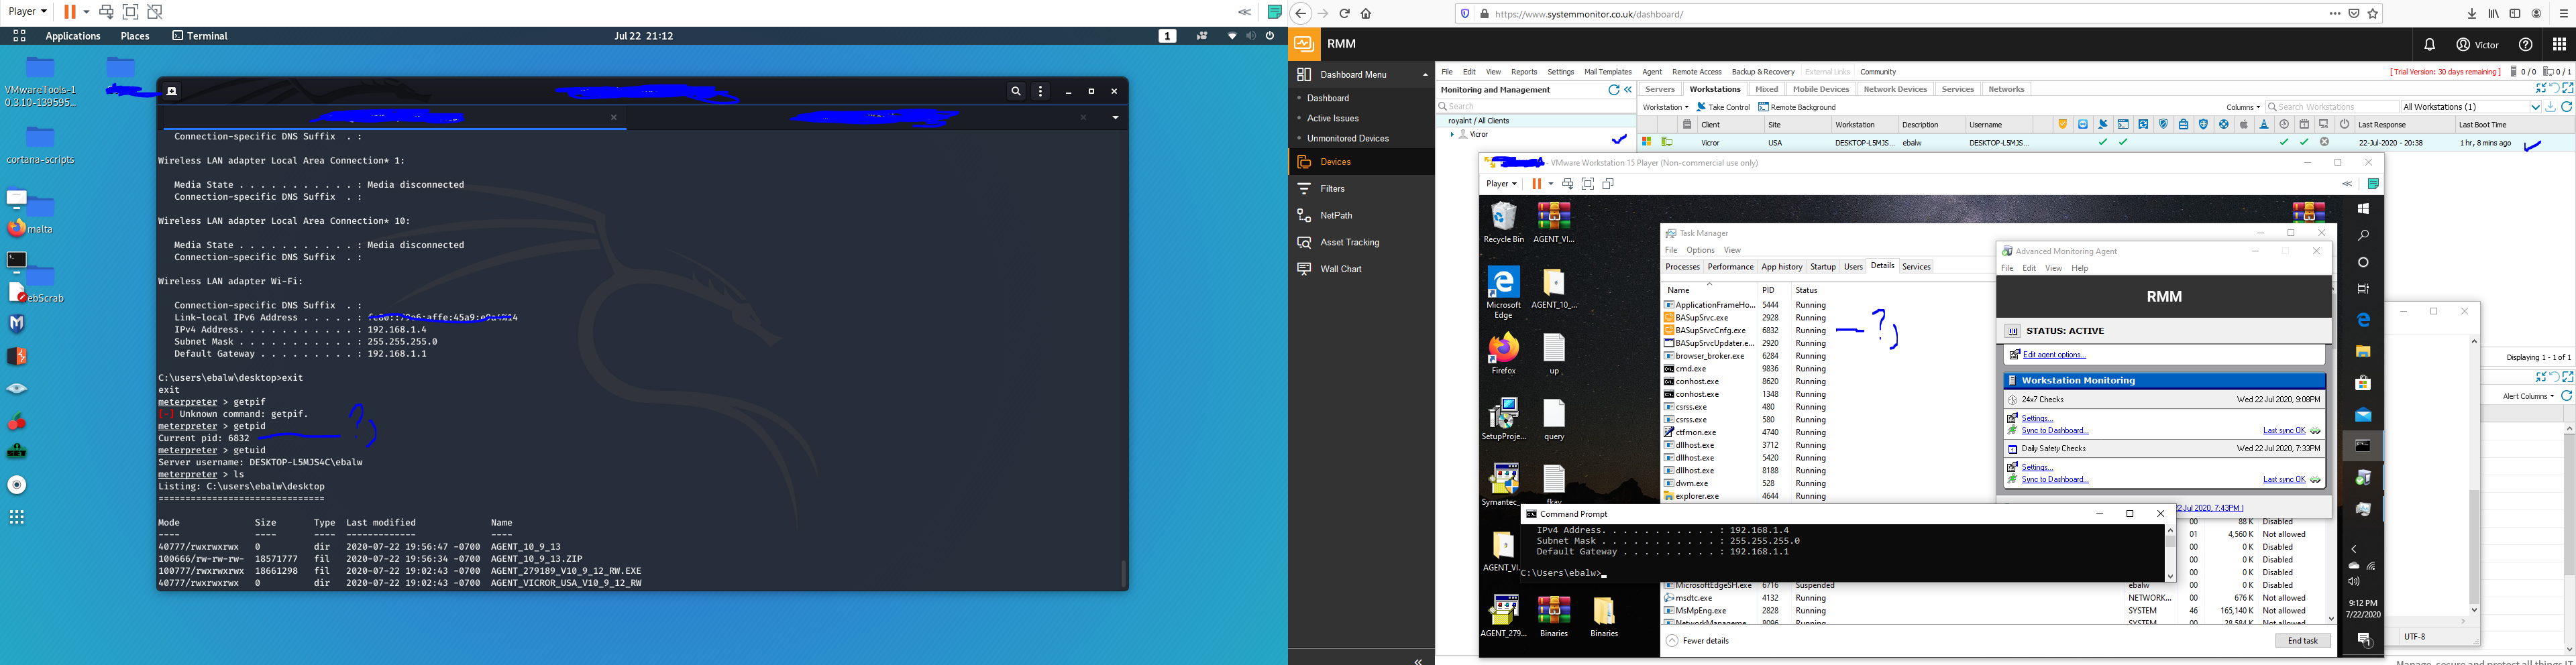 Player
Applications Places Terminal Jul 22 21:12 1
VMwareTools-1
0.3.10-139595...
cortana-scripts
malta
ebScrab
Connection-specific DNS Suffix . :
Wireless LAN adapter Local Area Connection* 1:
Media State . . . . . . . . . . . : Media disconnected
Connection-specific DNS Suffix . :
Wireless LAN adapter Local Area Connection* 10:
Media State . . . . . . . . . . . : Media disconnected
Connection-specific DNS Suffix . :
Wireless LAN adapter Wi-Fi:
Connection-specific DNS Suffix . :
Link-local IPv6 Address . . . . . :
IPv4 Address. . . . . . . . . . . : 192.168.1.4
Subnet Mask . . . . . . . . . . . : 255.255.255.0
Default Gateway . . . . . . . . . : 192.168.1.1
C:\users\ebalw\desktop>exit
exit
meterpreter > getpif
[-] Unknown command: getpif.
meterpreter > getpid
Current pid: 6832
meterpreter > getuid
Server username: DESKTOP-L5MJS4C\ebalw
meterpreter > ls
Listing: C:\users\ebalw\desktop
===============================
Mode Size Type Last modified Name
---- ---- ---- ------------- ----
40777/rwxrwxrwx 0 dir 2020-07-22 19:56:47 -0700 AGENT_10_9_13
100666/rw-rw-rw- 18571777 fil 2020-07-22 19:56:34 -0700 AGENT_10_9_13.ZIP
100777/rwxrwxrwx 18661298 fil 2020-07-22 19:02:43 -0700 AGENT_279189_V10_9_12_RW.EXE
40777/rwxrwxrwx 0 dir 2020-07-22 19:02:43 -0700 AGENT_VICROR_USA_V10_9_12_RW
?
https://www.systemmonitor.co.uk/dashboard/
RMM
Victor
Dashboard Menu
Dashboard
Active Issues
Unmonitored Devices
Devices
Filters
NetPath
Asset Tracking
Wall Chart
File Edit View Reports Settings Mail Templates Agent Remote Access Backup & Recovery External Links Community
[ Trial Version: 30 days remaining ] 0 / 0 0 / 1
Monitoring and Management
Search
royalnt / All Clients
Vicror
Servers Workstations Mixed Mobile Devices Network Devices Services Networks
Workstation Take Control Remote Background Columns Search Workstations All Workstations (1)
Client Site Workstation Description Username Last Response Last Boot Time
Vicror USA DESKTOP-L5MJS... ebalw DESKTOP-L5MJS... 22-Jul-2020 - 20:38 1 hr, 8 mins ago
- VMware Workstation 15 Player (Non-commercial use only)
Player
Recycle Bin
AGENT_VI...
Microsoft
Edge
AGENT_10_...
Firefox
up
SetupProje...
query
Symantec_...
fkay
AGENT_VI...
AGENT_279...
Binaries
Binaries
Task Manager
File Options View
Processes Performance App history Startup Users Details Services
Name PID Status
ApplicationFrameHo... 5444 Running
BASupSrvc.exe 2928 Running
BASupSrvcCnfg.exe 6832 Running
BASupSrvcUpdater.e... 2920 Running
browser_broker.exe 6284 Running
cmd.exe 9836 Running
conhost.exe 8620 Running
conhost.exe 1348 Running
csrss.exe 480 Running
csrss.exe 580 Running
ctfmon.exe 4740 Running
dllhost.exe 3712 Running
dllhost.exe 5420 Running
dllhost.exe 8188 Running
dwm.exe 528 Running
explorer.exe 4644 Running
?
Advanced Monitoring Agent
File Edit View Help
RMM
STATUS: ACTIVE
Edit agent options...
Workstation Monitoring
24x7 Checks Wed 22 Jul 2020, 9:08PM
Settings...
Sync to Dashboard... Last sync OK
Daily Safety Checks Wed 22 Jul 2020, 7:33PM
Settings...
Sync to Dashboard... Last sync OK
22 Jul 2020, 7:43PM )
Command Prompt
IPv4 Address. . . . . . . . . . . : 192.168.1.4
Subnet Mask . . . . . . . . . . . : 255.255.255.0
Default Gateway . . . . . . . . . : 192.168.1.1
C:\Users\ebalw>_
00 88 K Disabled
01 4,560 K Not allowed
00 0 K Disabled
00 0 K Disabled
00 0 K Disabled
00 0 K Disabled
MicrosoftEdgeSH.exe 6716 Suspended ebalw 00 0 K Disabled
msdtc.exe 4132 Running NETWORK... 00 676 K Not allowed
MsMpEng.exe 2828 Running SYSTEM 46 165,140 K Not allowed
NetworkManageme... 8096 Running SYSTEM 00 28,584 K Not allowed
Fewer details End task
9:12 PM
7/22/2020
Displaying 1 - 1 of 1
Alert Columns
UTF-8
Manage, secure and protect all things IT